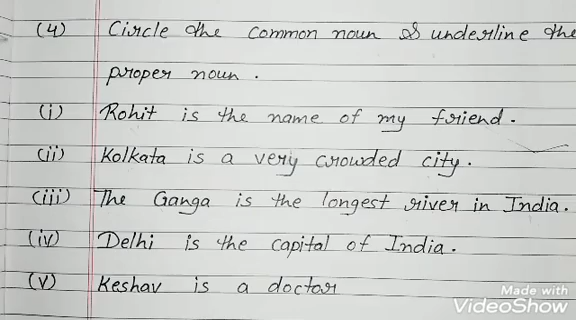 (4) Circle the common noun & underline the
proper noun.
(i) Rohit is the name of my friend.
(ii) Kolkata is a very crowded city.
(iii) The Ganga is the longest river in India.
(iv) Delhi is the capital of India.
(v) Keshav is a doctor
Made with
VideoShow